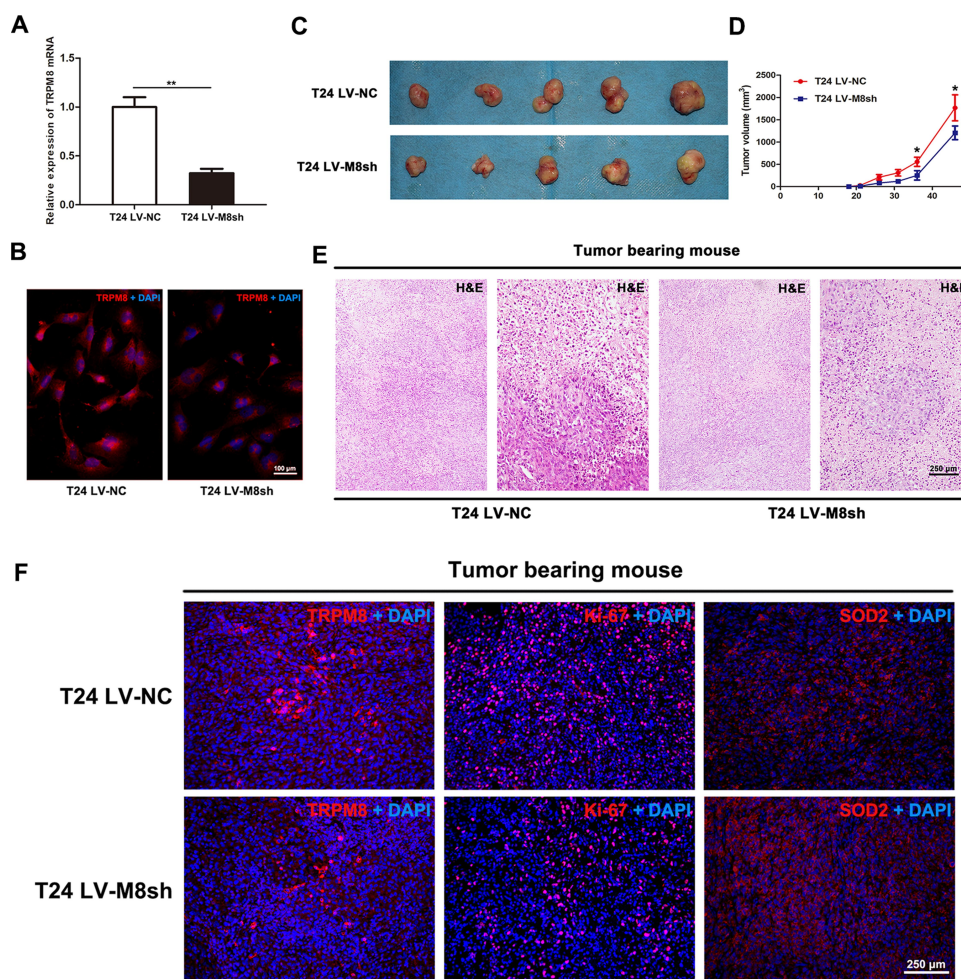 A
Relative expression of TRPM8 mRNA
1.5
1.0
0.5
0.0
**
T24 LV-NC
T24 LV-M8sh
B
TRPM8 + DAPI
TRPM8 + DAPI
100 μm
T24 LV-NC
T24 LV-M8sh
C
T24 LV-NC
T24 LV-M8sh
D
T24 LV-NC
T24 LV-M8sh
Tumor volume (mm³)
2500
2000
1500
1000
500
0
*
*
0
10
20
30
40
E
Tumor bearing mouse
H&E
H&E
H&E
H&E
250 μm
T24 LV-NC
T24 LV-M8sh
F
Tumor bearing mouse
T24 LV-NC
TRPM8 + DAPI
Ki-67 + DAPI
SOD2 + DAPI
T24 LV-M8sh
TRPM8 + DAPI
Ki-67 + DAPI
SOD2 + DAPI
250 μm